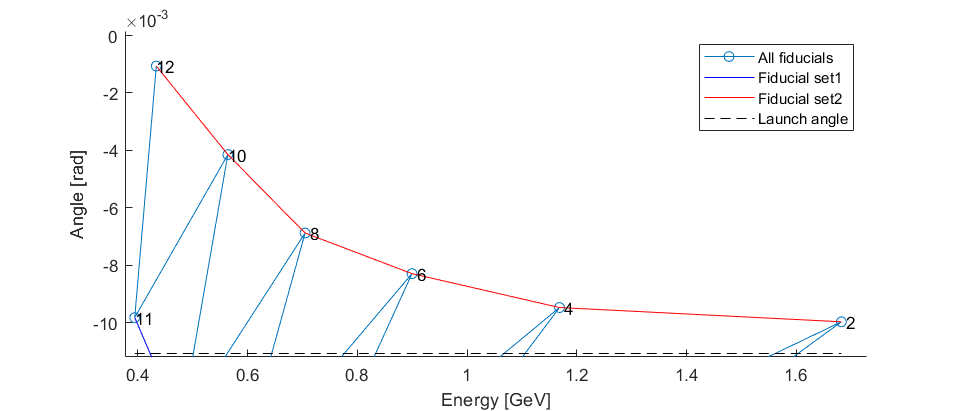 ×10⁻³
0
-2
-4
-6
-8
-10
Angle [rad]
12
10
8
6
4
2
11
All fiducials
Fiducial set1
Fiducial set2
Launch angle
0.4 0.6 0.8 1 1.2 1.4 1.6
Energy [GeV]